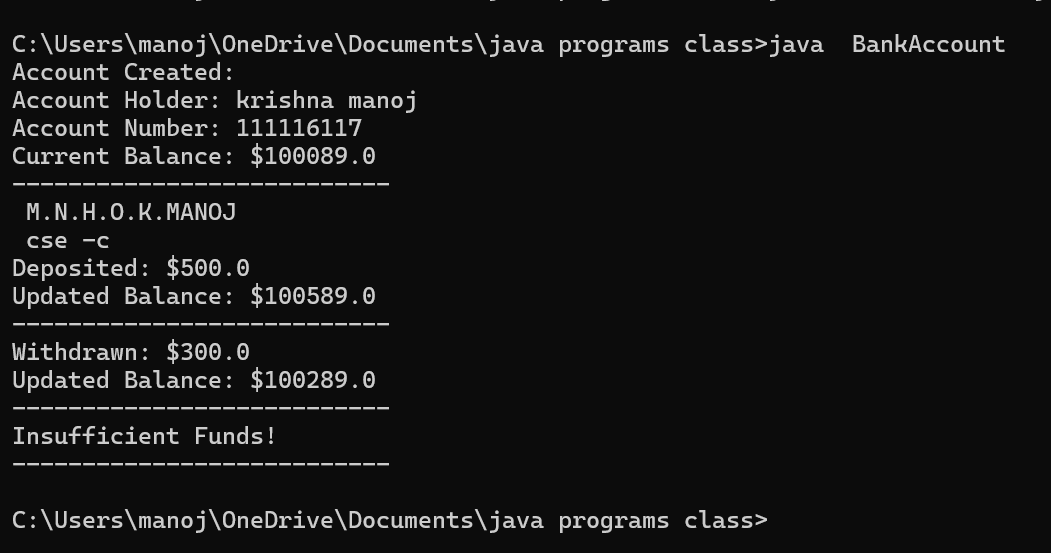 C:\Users\manoj\OneDrive\Documents\java programs class>java  BankAccount
Account Created:
Account Holder: krishna manoj
Account Number: 111116117
Current Balance: $100089.0
---------------------------
 M.N.H.O.K.MANOJ
 cse -c
Deposited: $500.0
Updated Balance: $100589.0
---------------------------
Withdrawn: $300.0
Updated Balance: $100289.0
---------------------------
Insufficient Funds!
---------------------------
C:\Users\manoj\OneDrive\Documents\java programs class>